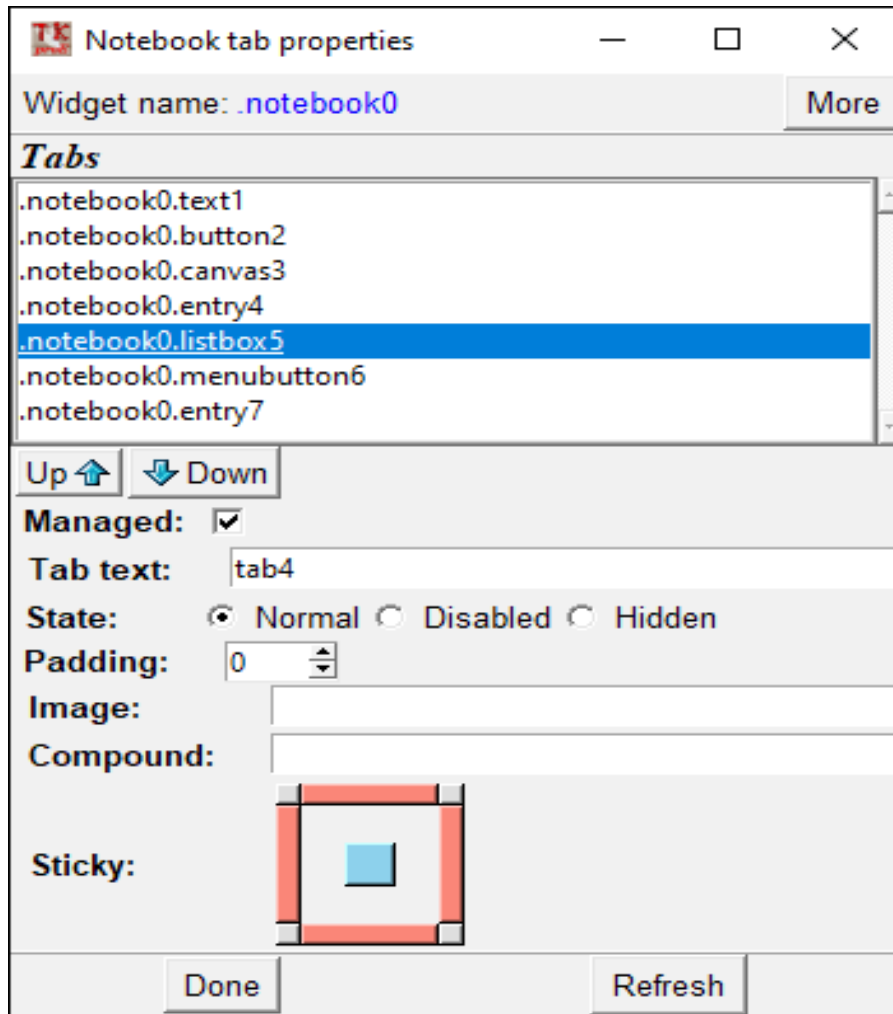 Notebook tab properties
Widget name: .notebook0 More
Tabs
.notebook0.text1
.notebook0.button2
.notebook0.canvas3
.notebook0.entry4
.notebook0.listbox5
.notebook0.menubutton6
.notebook0.entry7
Up Down
Managed:
Tab text: tab4
State: Normal Disabled Hidden
Padding: 0
Image:
Compound:
Sticky:
Done Refresh